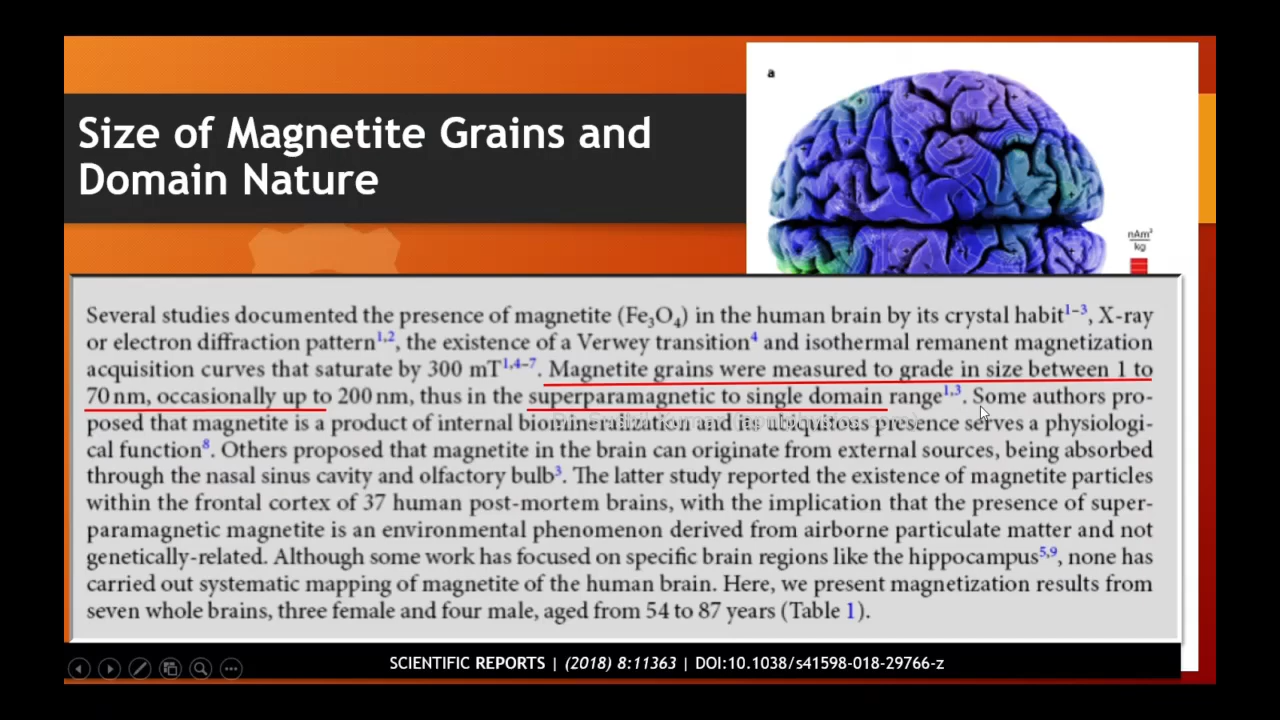 Size of Magnetite Grains and
Domain Nature
a
nAm²
kg
Several studies documented the presence of magnetite (Fe₃O₄) in the human brain by its crystal habit¹⁻³, X-ray
or electron diffraction pattern¹,², the existence of a Verwey transition⁴ and isothermal remanent magnetization
acquisition curves that saturate by 300 mT¹,⁴⁻⁷. Magnetite grains were measured to grade in size between 1 to
70 nm, occasionally up to 200 nm, thus in the superparamagnetic to single domain range¹,³. Some authors pro-
posed that magnetite is a product of internal biomineralization and its ubiquitous presence serves a physiologi-
cal function⁸. Others proposed that magnetite in the brain can originate from external sources, being absorbed
through the nasal sinus cavity and olfactory bulb³. The latter study reported the existence of magnetite particles
within the frontal cortex of 37 human post-mortem brains, with the implication that the presence of super-
paramagnetic magnetite is an environmental phenomenon derived from airborne particulate matter and not
genetically-related. Although some work has focused on specific brain regions like the hippocampus⁵,⁹, none has
carried out systematic mapping of magnetite of the human brain. Here, we present magnetization results from
seven whole brains, three female and four male, aged from 54 to 87 years (Table 1).
SCIENTIFIC REPORTS | (2018) 8:11363 | DOI:10.1038/s41598-018-29766-z